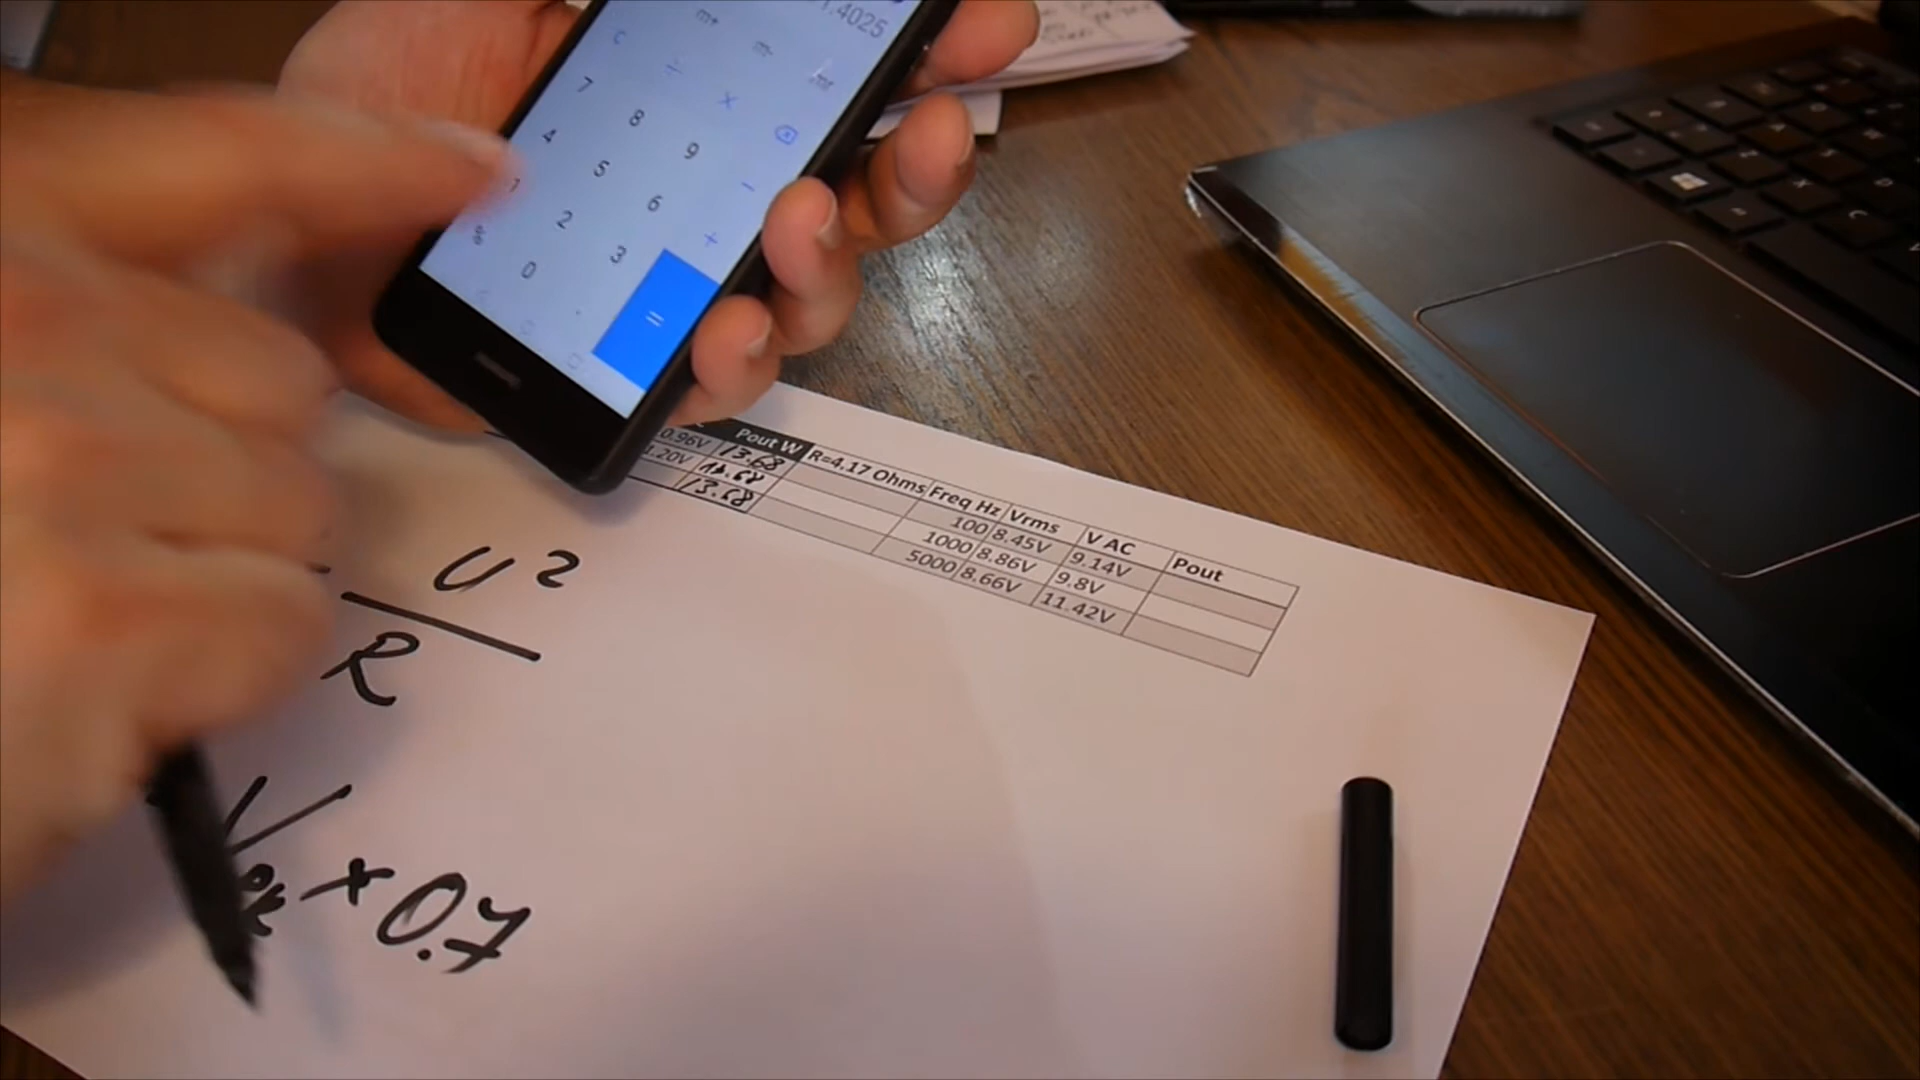 .4025
m+
C m-
÷ mr
7 ×
8
4 9
5 −
1 6
2 +
% 3
0
. =
0.96V Pout W R=4.17 Ohms Freq Hz Vrms V AC Pout
1.20V 13.68 100 8.45V 9.14V
13.68 1000 8.86V 9.8V
5000 8.66V 11.42V
U²
R
Vpk × 0.7